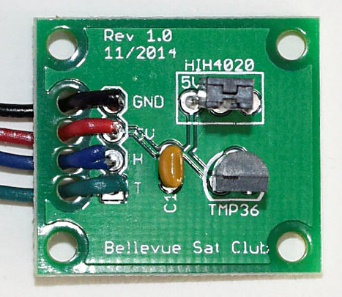 Rev 1.0
11/2014
HIH4020
5V
GND
5V
H
T
C1
TMP36
Bellevue Sat Club